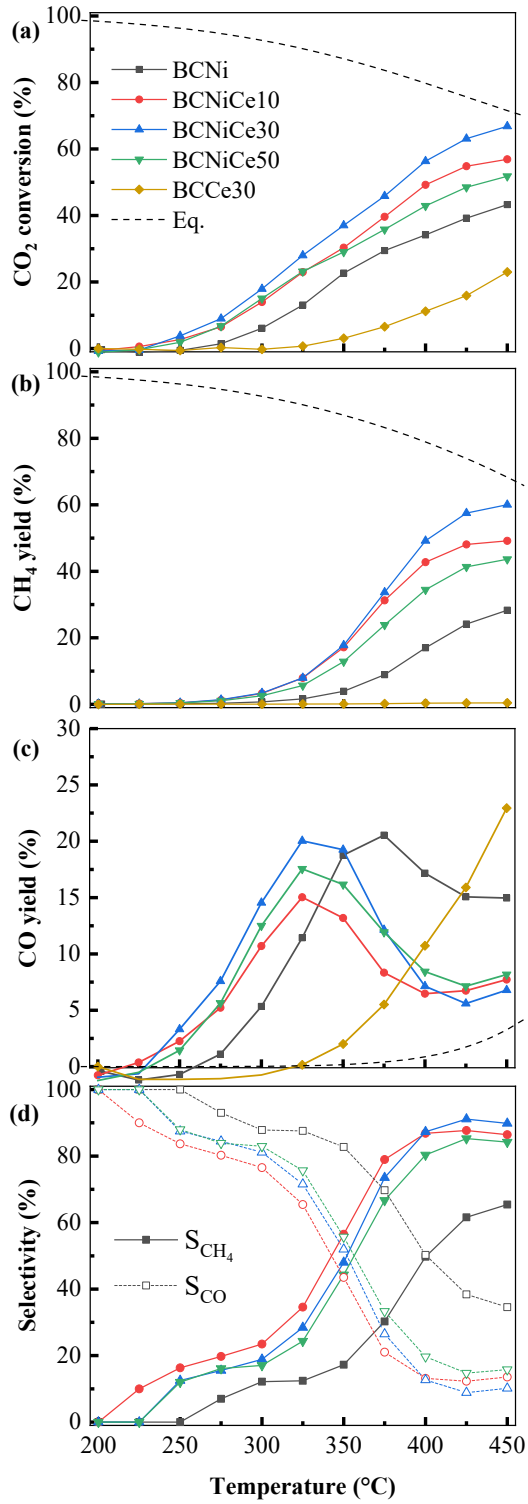 (a)
100
80
60
40
20
0
CO₂ conversion (%)
BCNi
BCNiCe10
BCNiCe30
BCNiCe50
BCCe30
Eq.
(b)
100
80
60
40
20
0
CH₄ yield (%)
(c)
30
25
20
15
10
5
0
CO yield (%)
(d)
100
80
60
40
20
0
Selectivity (%)
S_CH₄
S_CO
200 250 300 350 400 450
Temperature (°C)